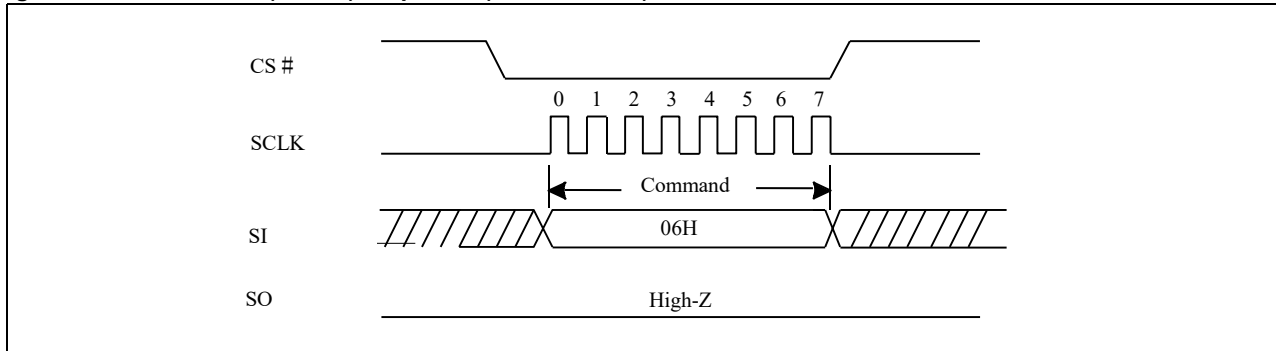 CS #
0 1 2 3 4 5 6 7
SCLK
Command
SI
06H
SO
High-Z